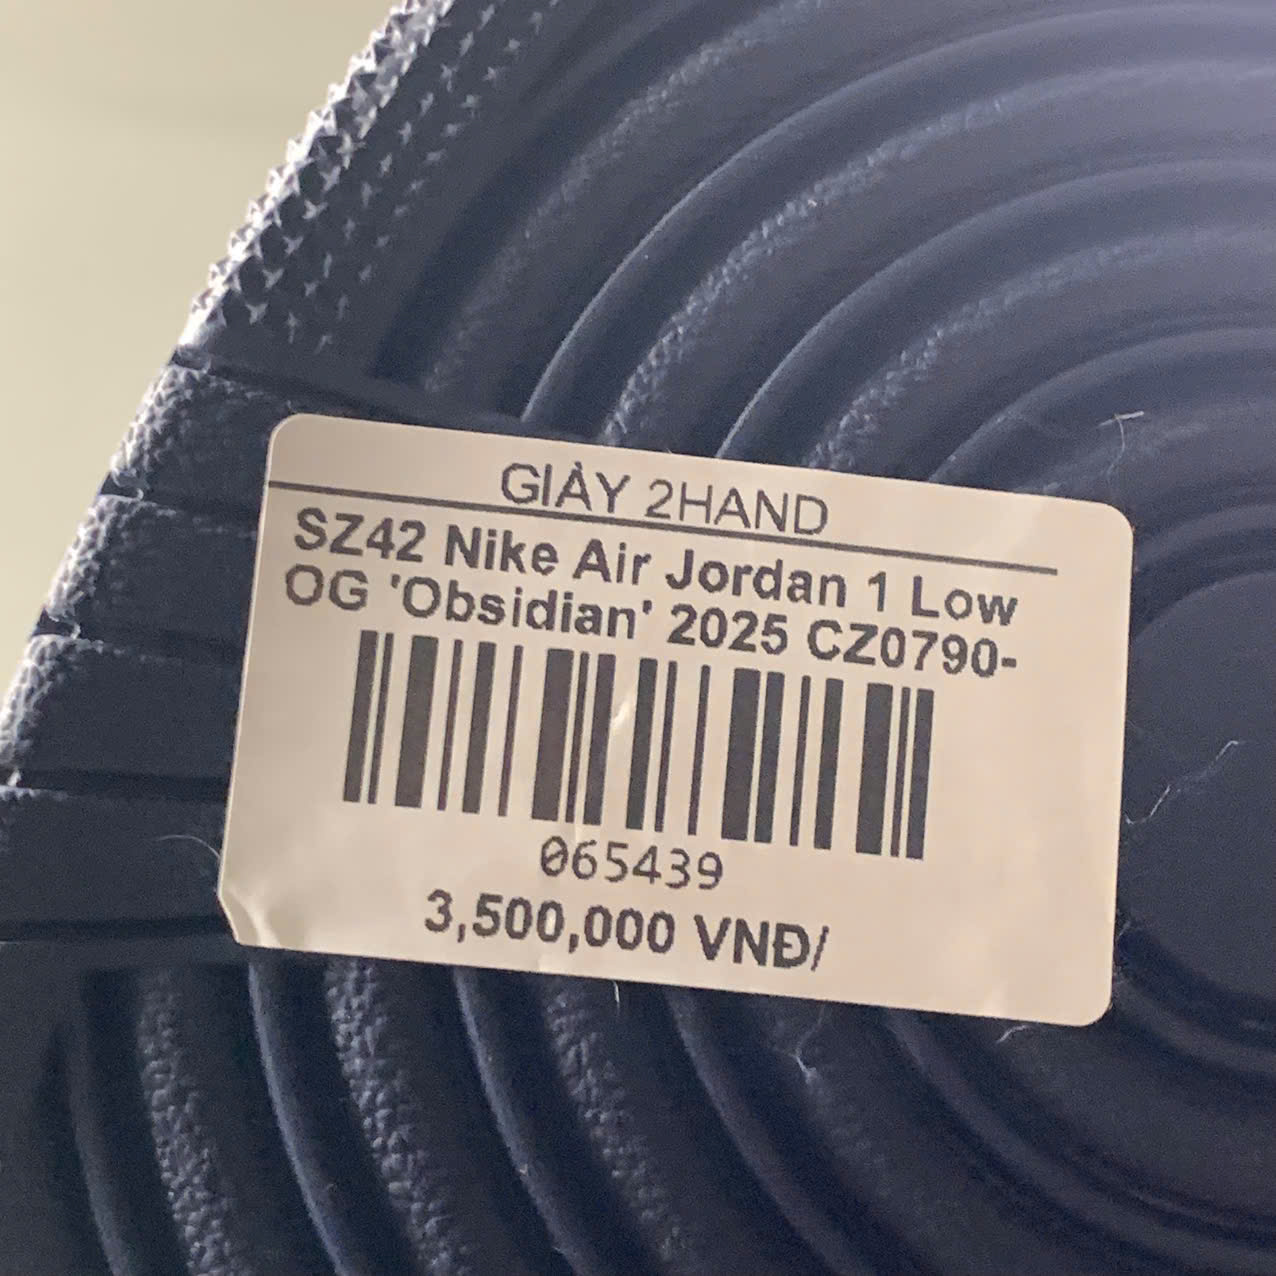 GIÀY 2HAND
SZ42 Nike Air Jordan 1 Low
OG 'Obsidian' 2025 CZ0790-
065439
3,500,000 VNĐ/